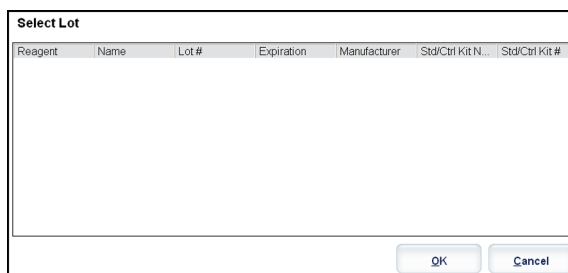 Select Lot
Reagent Name Lot # Expiration Manufacturer Std/Ctrl Kit N... Std/Ctrl Kit #
OK Cancel